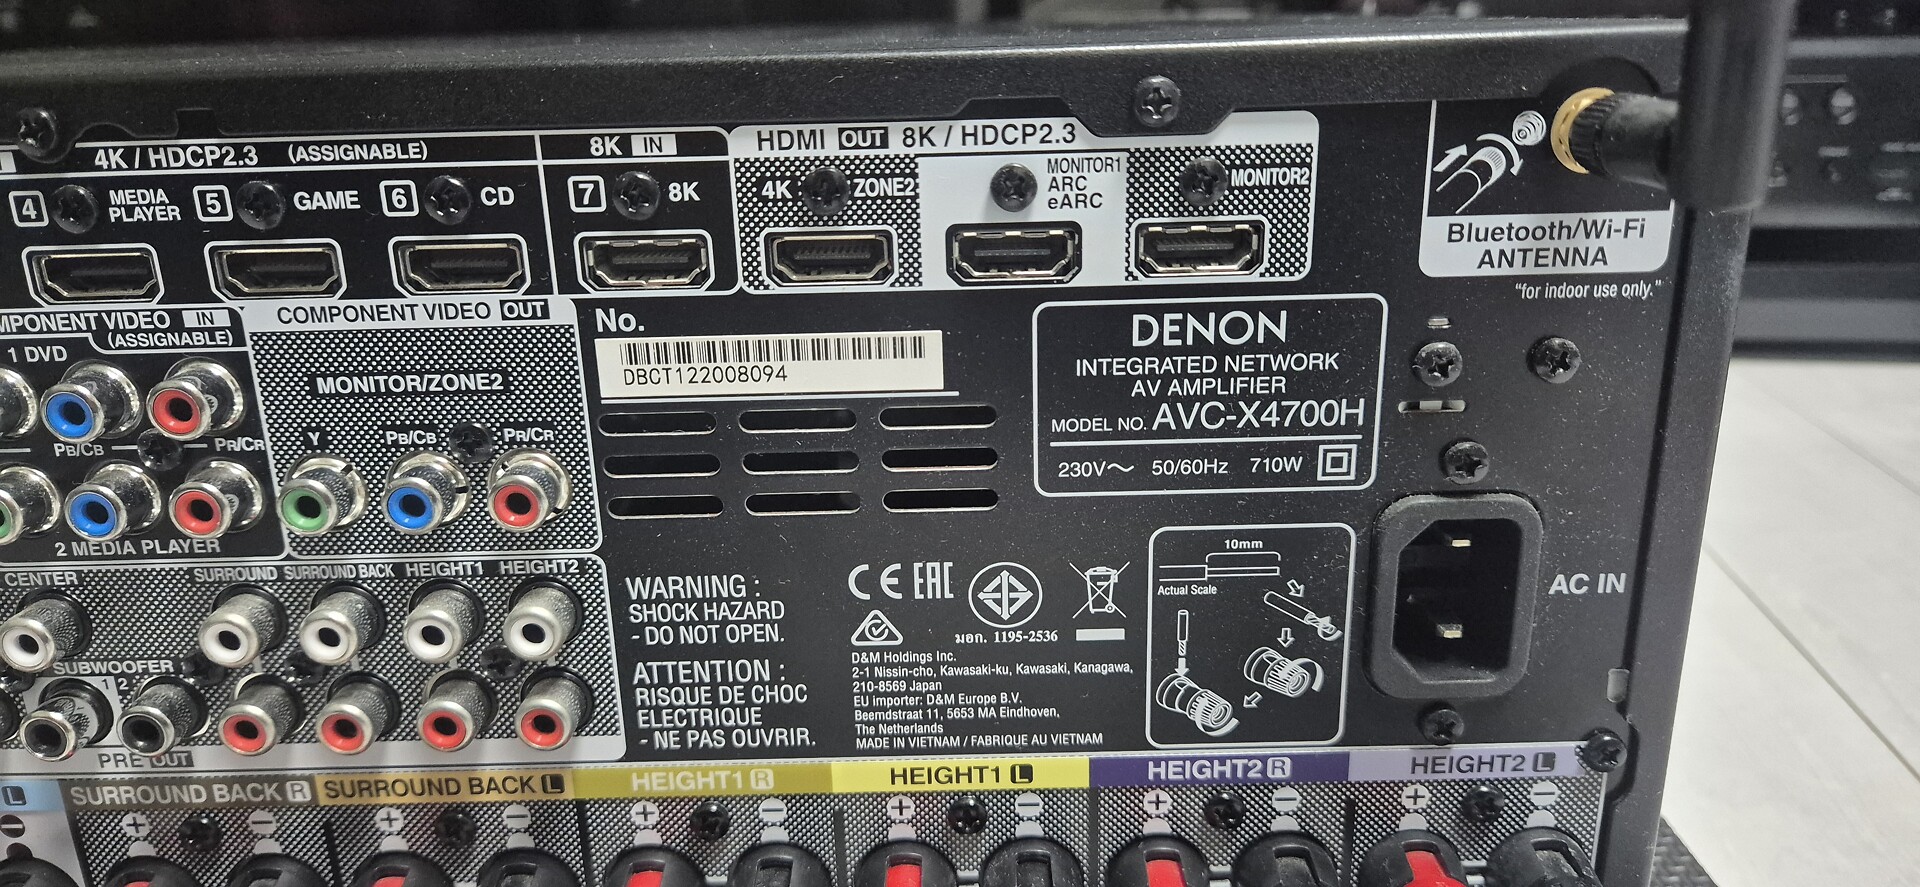 4K / HDCP2.3 (ASSIGNABLE)
8K IN
HDMI OUT 8K / HDCP2.3
4 MEDIA
PLAYER
5 GAME
6 CD
7 8K
4K ZONE2
MONITOR1
ARC
eARC
MONITOR2
Bluetooth/Wi-Fi
ANTENNA
"for indoor use only."
VIDEO IN
(ASSIGNABLE)
1 DVD
PB/CB
PR/CR
2 MEDIA PLAYER
COMPONENT VIDEO OUT
MONITOR/ZONE2
Y
PB/CB
PR/CR
No.
DBCT122008094
DENON
INTEGRATED NETWORK
AV AMPLIFIER
MODEL NO. AVC-X4700H
230V～ 50/60Hz 710W
CENTER
SURROUND
SURROUND BACK
HEIGHT1
HEIGHT2
SUBWOOFER
1 2
PRE OUT
WARNING :
SHOCK HAZARD
- DO NOT OPEN.
ATTENTION :
RISQUE DE CHOC
ELECTRIQUE
- NE PAS OUVRIR.
CE EAC
มอก. 1195-2536
D&M Holdings Inc.
2-1 Nissin-cho, Kawasaki-ku, Kawasaki, Kanagawa,
210-8569 Japan
EU importer: D&M Europe B.V.
Beemdstraat 11, 5653 MA Eindhoven,
The Netherlands
MADE IN VIETNAM / FABRIQUE AU VIETNAM
10mm
Actual Scale
AC IN
L
SURROUND BACK R
SURROUND BACK L
HEIGHT1 R
HEIGHT1 L
HEIGHT2 R
HEIGHT2 L